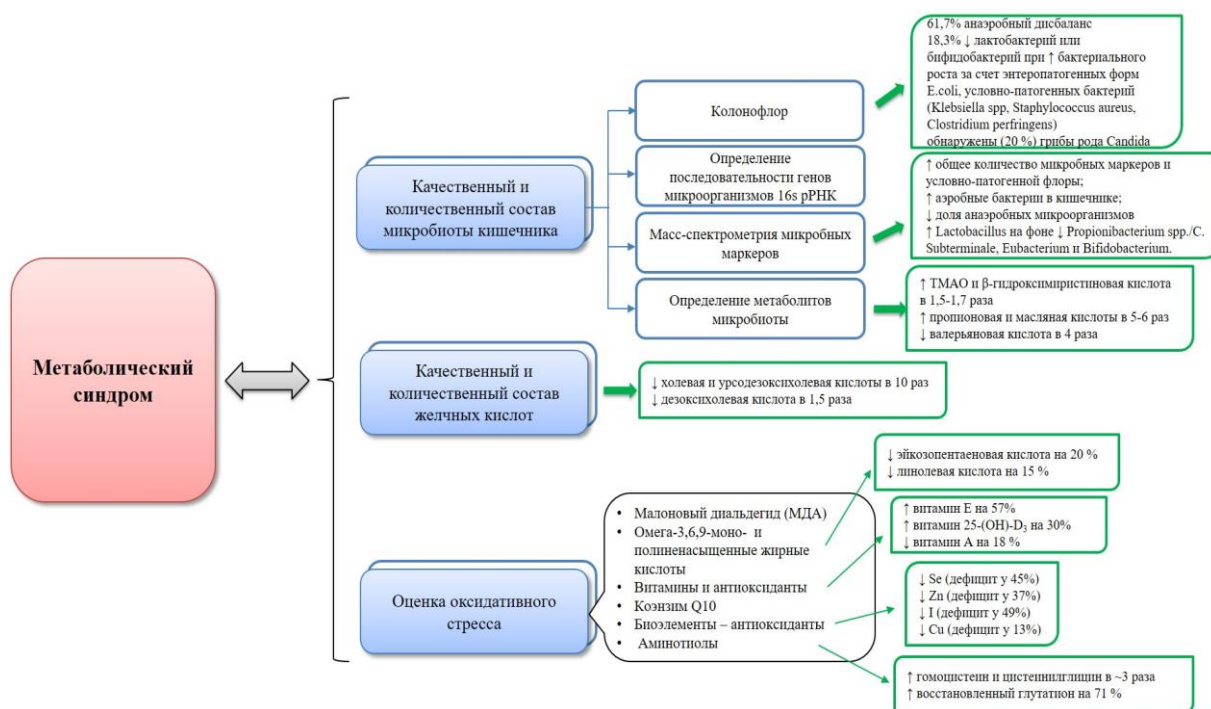 Метаболический
синдром
Качественный и
количественный состав
микробиоты кишечника
Колонофлор
61,7% анаэробный дисбаланс
18,3% ↓ лактобактерий или
бифидобактерий при ↑ бактериального
роста за счет энтеропатогенных форм
E.coli, условно-патогенных бактерий
(Klebsiella spp, Staphylococcus aureus,
Clostridium perfringens)
обнаружены (20 %) грибы рода Candida
Определение
последовательности генов
микроорганизмов 16s рРНК
Масс-спектрометрия микробных
маркеров
↑ общее количество микробных маркеров и
условно-патогенной флоры;
↑ аэробные бактерии в кишечнике;
↓ доля анаэробных микроорганизмов
↑ Lactobacillus на фоне ↓ Propionibacterium spp./C.
Subterminale, Eubacterium и Bifidobacterium.
Определение метаболитов
микробиоты
↑ ТМАО и β-гидроксимиристиновая кислота
в 1,5-1,7 раза
↑ пропионовая и масляная кислоты в 5-6 раз
↓ валерьяновая кислота в 4 раза
Качественный и
количественный состав
желчных кислот
↓ холевая и урсодезоксихолевая кислоты в 10 раз
↓ дезоксихолевая кислота в 1,5 раза
Оценка оксидативного
стресса
• Малоновый диальдегид (МДА)
• Омега-3,6,9-моно- и
полиненасыщенные жирные
кислоты
• Витамины и антиоксиданты
• Коэнзим Q10
• Биоэлементы – антиоксиданты
• Аминотиолы
↓ эйкозопентаеновая кислота на 20 %
↓ линолевая кислота на 15 %
↑ витамин Е на 57%
↑ витамин 25-(ОН)-D₃ на 30%
↓ витамин А на 18 %
↓ Se (дефицит у 45%)
↓ Zn (дефицит у 37%)
↓ I (дефицит у 49%)
↓ Cu (дефицит у 13%)
↑ гомоцистеин и цистеинилглицин в ~3 раза
↑ восстановленный глутатион на 71 %